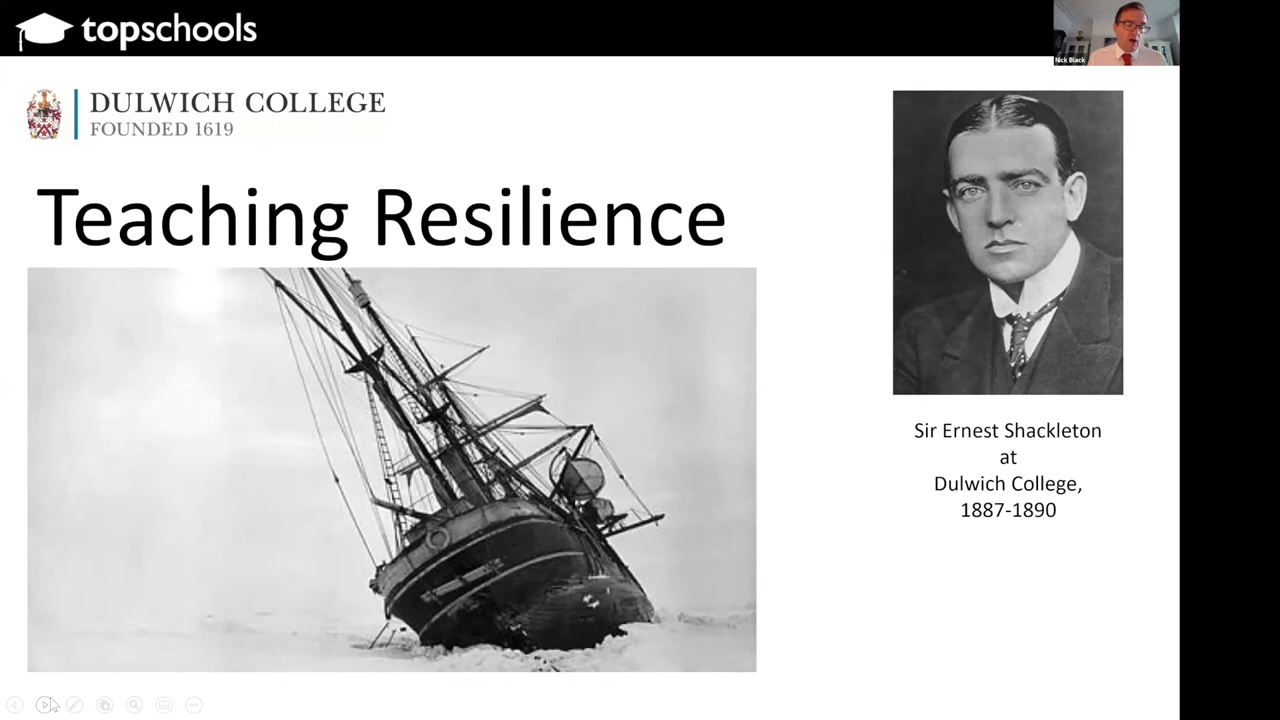 topschools
Nick Black
DULWICH COLLEGE
FOUNDED 1619
Teaching Resilience
Sir Ernest Shackleton
at
Dulwich College,
1887-1890